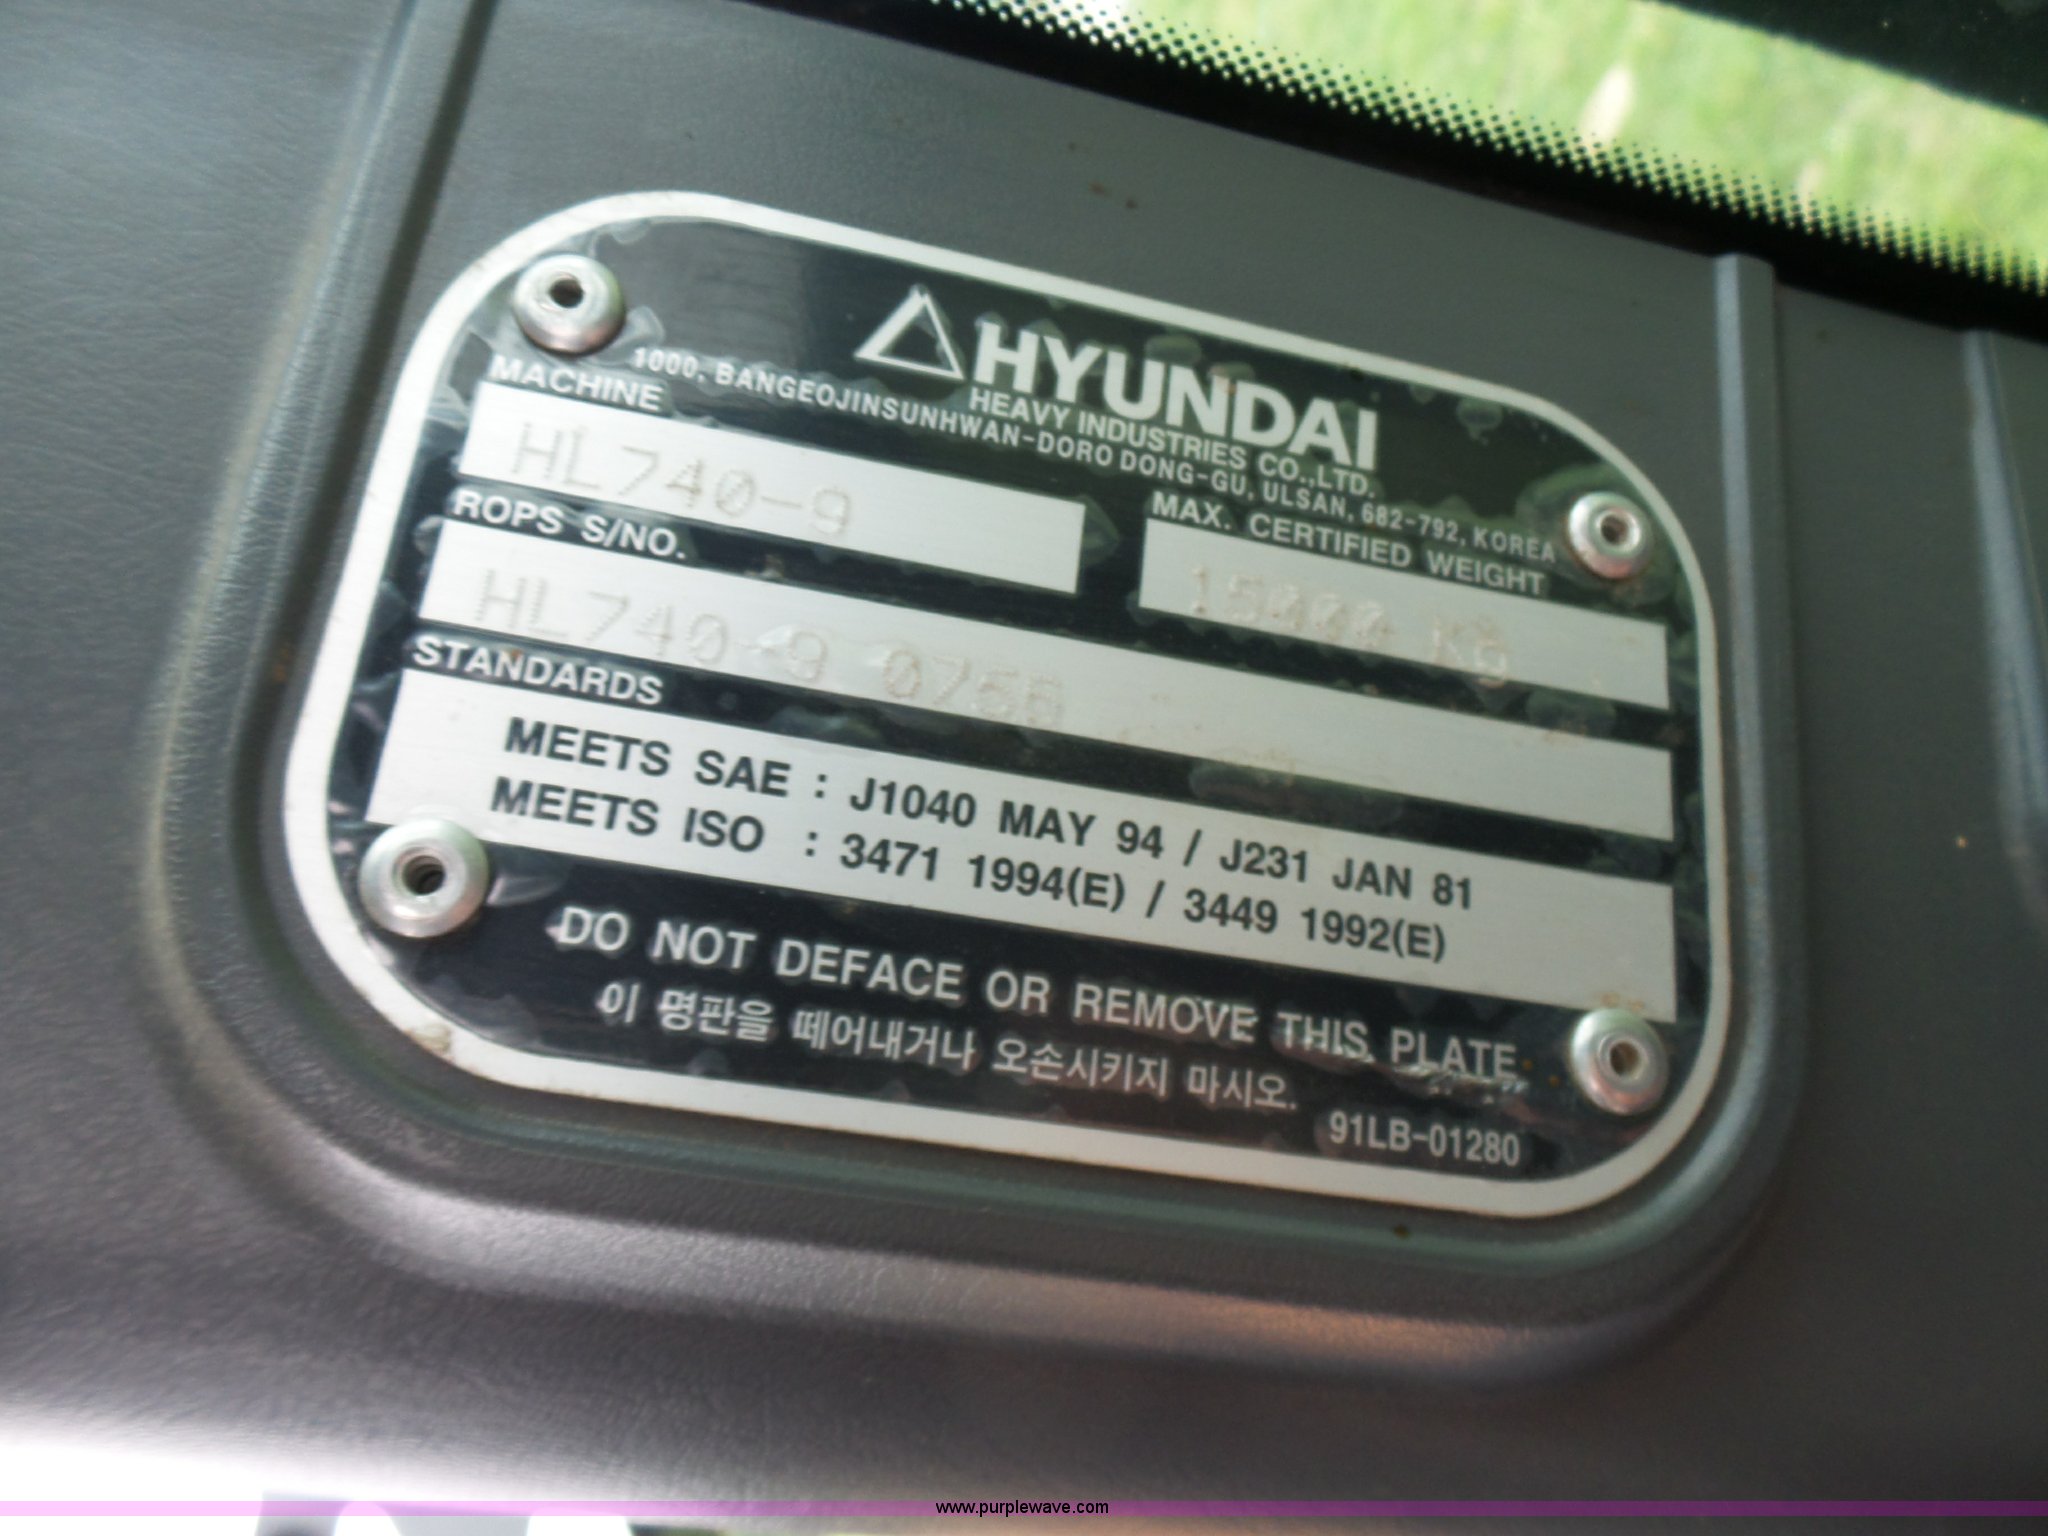 HYUNDAI
HEAVY INDUSTRIES CO.,LTD.
1000, BANGEOJINSUNHWAN-DORO DONG-GU, ULSAN, 682-792, KOREA
MACHINE
HL740-9
MAX. CERTIFIED WEIGHT
15000 KG
ROPS S/NO.
HL740-9
STANDARDS
MEETS SAE : J1040 MAY 94 / J231 JAN 81
MEETS ISO : 3471 1994(E) / 3449 1992(E)
DO NOT DEFACE OR REMOVE THIS PLATE
이 명판을 떼어내거나 오손시키지 마시오.
91LB-01280
www.purplewave.com